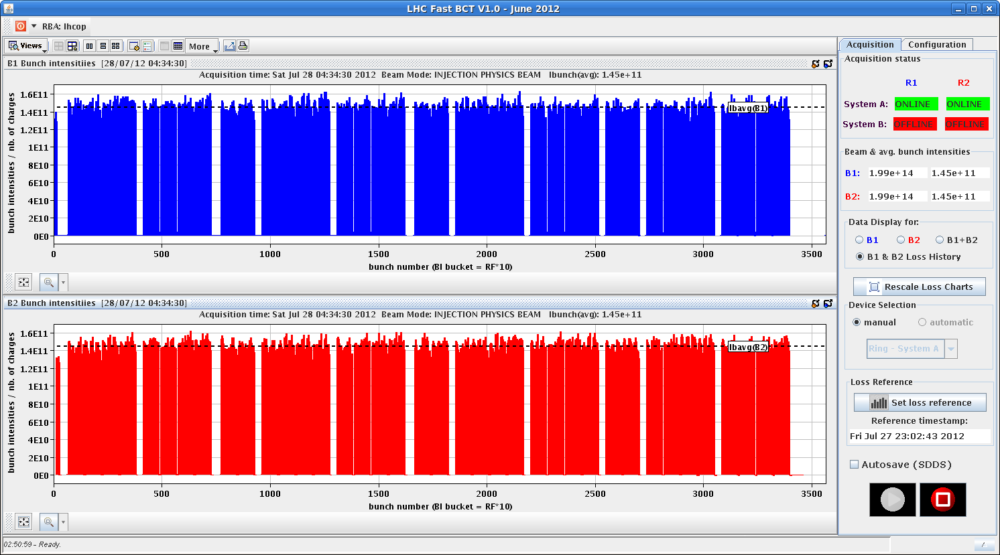 LHC Fast BCT V1.0 - June 2012
RBA: lhcop
Views
More
B1 Bunch intensitiies [28/07/12 04:34:30]
Acquisition time: Sat Jul 28 04:34:30 2012 Beam Mode: INJECTION PHYSICS BEAM Ibunch(avg): 1.45e+11
bunch intensities / nb. of charges
1.6E11
1.4E11
1.2E11
1E11
8E10
6E10
4E10
2E10
0E0
Ibavg(B1)
0 500 1000 1500 2000 2500 3000 3500
bunch number (BI bucket = RF*10)
B2 Bunch intensitiies [28/07/12 04:34:30]
Acquisition time: Sat Jul 28 04:34:30 2012 Beam Mode: INJECTION PHYSICS BEAM Ibunch(avg): 1.45e+11
bunch intensities / nb. of charges
1.6E11
1.4E11
1.2E11
1E11
8E10
6E10
4E10
2E10
0E0
Ibavg(B2)
0 500 1000 1500 2000 2500 3000 3500
bunch number (BI bucket = RF*10)
02:50:59 - Ready.
Acquisition Configuration
Acquisition status
R1 R2
System A: ONLINE ONLINE
System B: OFFLINE OFFLINE
Beam & avg. bunch intensities
B1: 1.99e+14 1.45e+11
B2: 1.99e+14 1.45e+11
Data Display for:
B1 B2 B1+B2
B1 & B2 Loss History
Rescale Loss Charts
Device Selection
manual automatic
Ring - System A
Loss Reference
Set loss reference
Reference timestamp:
Fri Jul 27 23:02:43 2012
Autosave (SDDS)